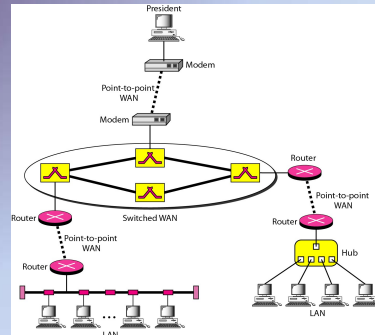 President
Modem
Point-to-point
WAN
Modem
Router
Point-to-point
WAN
Switched WAN
Router
Router
Point-to-point
WAN
Router
Hub
LAN
LAN